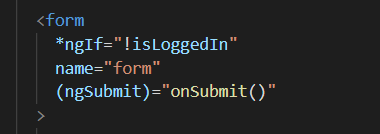 <form
*ngIf="!isLoggedIn"
name="form"
(ngSubmit)="onSubmit()"
>